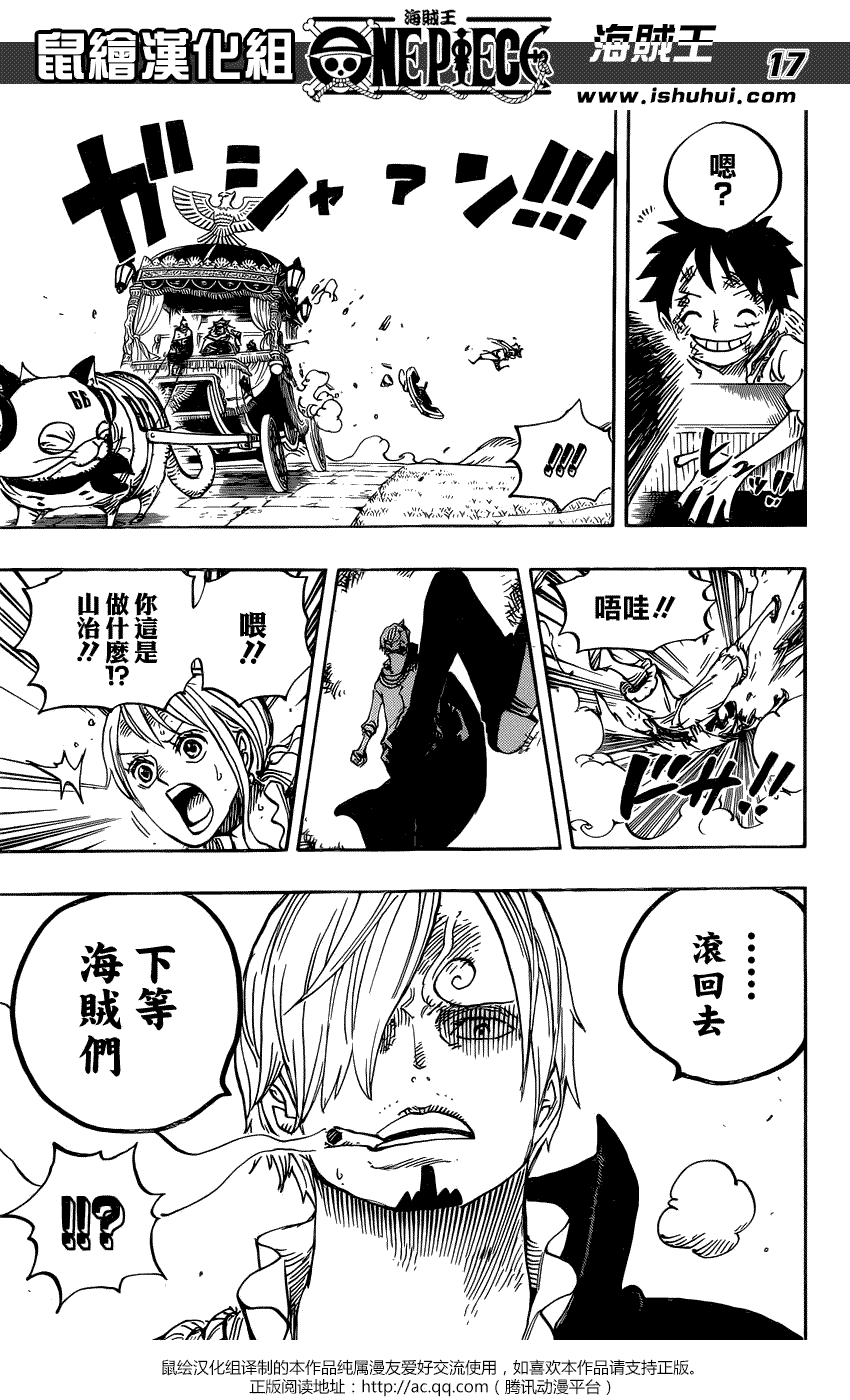 鼠繪漢化組
海賊王
ONE PIECE
海賊王
17
www.ishuhui.com
嗯?
ビュッ!!
ガシャァン!!!
!!!
唔哇!!
ドサッ!!
喂!!
你這是
做什麼!?
山治!!
66
……
滾回去
下等
海賊們
!!?
鼠绘汉化组译制的本作品纯属漫友爱好交流使用，如喜欢本作品请支持正版。
正版阅读地址：http://ac.qq.com（腾讯动漫平台）